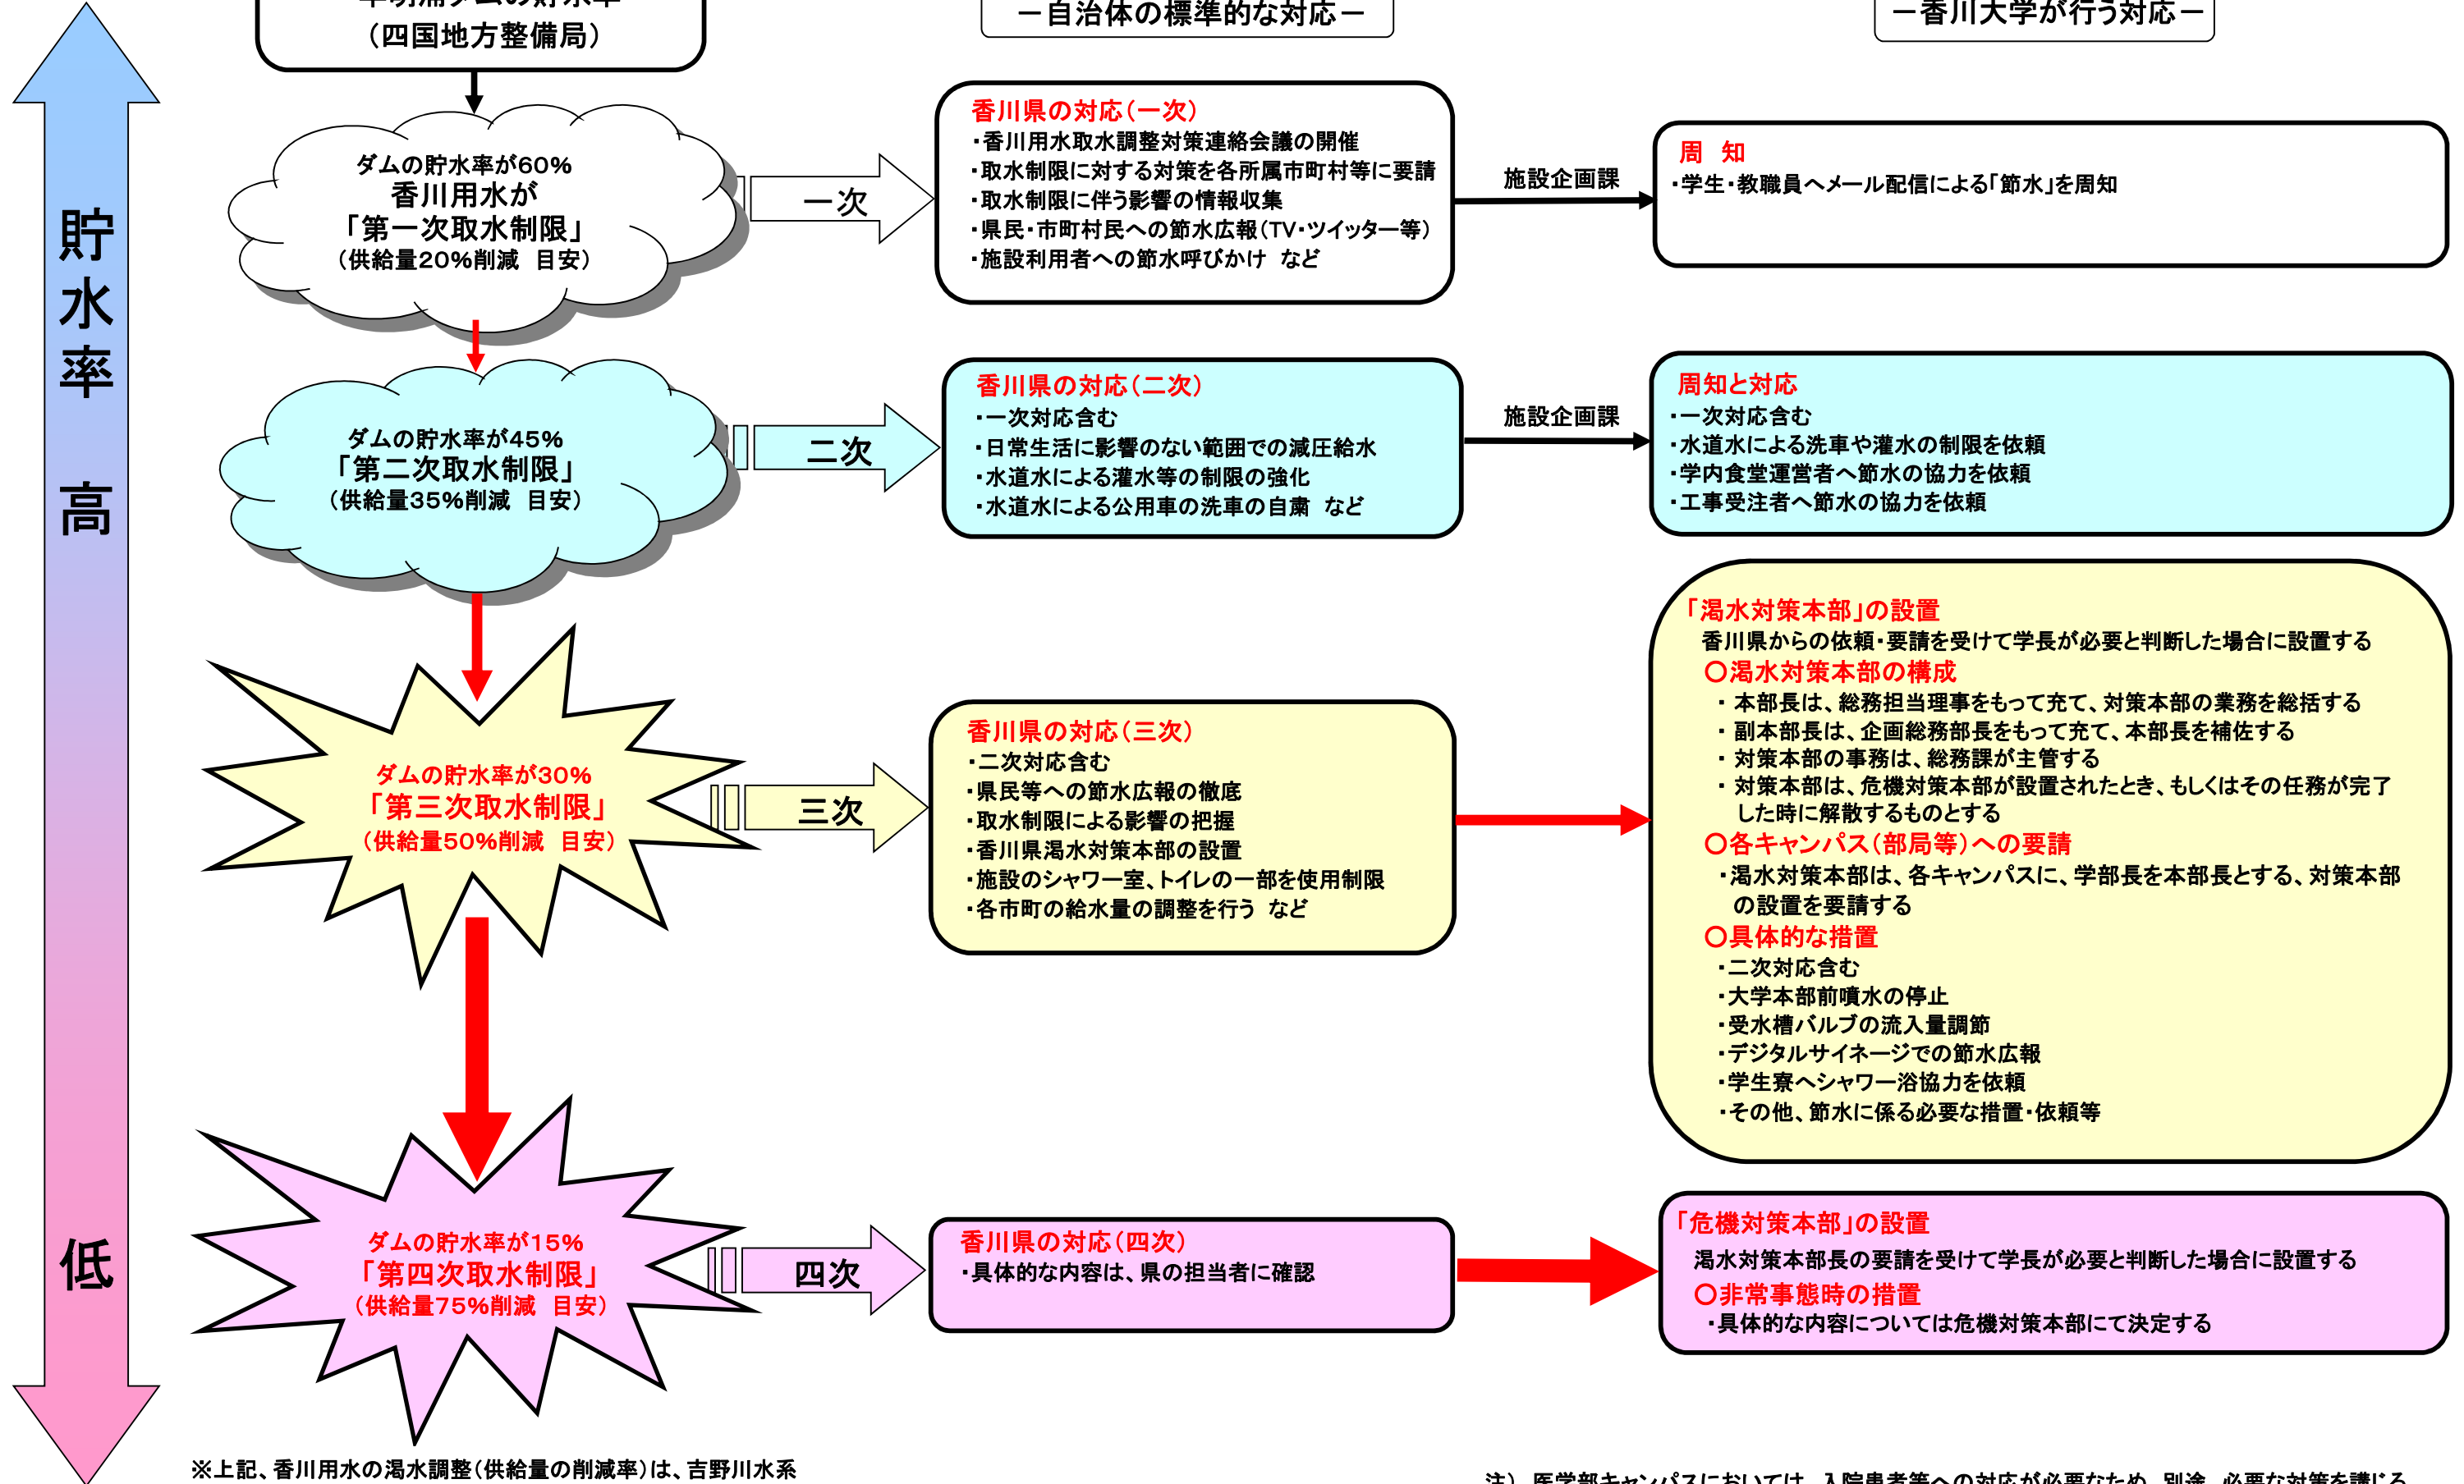 （四国地方整備局）
－自治体の標準的な対応－
－香川大学が行う対応－
貯水率　高　低
ダムの貯水率が60%
香川用水が
「第一次取水制限」
（供給量20%削減　目安）
一次
香川県の対応（一次）
・香川用水取水調整対策連絡会議の開催
・取水制限に対する対策を各所属市町村等に要請
・取水制限に伴う影響の情報収集
・県民・市町村民への節水広報（TV・ツイッター等）
・施設利用者への節水呼びかけ　など
施設企画課
周　知
・学生・教職員へメール配信による「節水」を周知
ダムの貯水率が45%
「第二次取水制限」
（供給量35%削減　目安）
二次
香川県の対応（二次）
・一次対応含む
・日常生活に影響のない範囲での減圧給水
・水道水による灌水等の制限の強化
・水道水による公用車の洗車の自粛　など
施設企画課
周知と対応
・一次対応含む
・水道水による洗車や灌水の制限を依頼
・学内食堂運営者へ節水の協力を依頼
・工事受注者へ節水の協力を依頼
ダムの貯水率が30%
「第三次取水制限」
（供給量50%削減　目安）
三次
香川県の対応（三次）
・二次対応含む
・県民等への節水広報の徹底
・取水制限による影響の把握
・香川県渇水対策本部の設置
・施設のシャワー室、トイレの一部を使用制限
・各市町の給水量の調整を行う　など
「渇水対策本部」の設置
香川県からの依頼・要請を受けて学長が必要と判断した場合に設置する
〇渇水対策本部の構成
・ 本部長は、総務担当理事をもって充て、対策本部の業務を総括する
・ 副本部長は、企画総務部長をもって充て、本部長を補佐する
・ 対策本部の事務は、総務課が主管する
・ 対策本部は、危機対策本部が設置されたとき、もしくはその任務が完了
した時に解散するものとする
〇各キャンパス（部局等）への要請
・渇水対策本部は、各キャンパスに、学部長を本部長とする、対策本部
の設置を要請する
〇具体的な措置
・二次対応含む
・大学本部前噴水の停止
・受水槽バルブの流入量調節
・デジタルサイネージでの節水広報
・学生寮へシャワー浴協力を依頼
・その他、節水に係る必要な措置・依頼等
ダムの貯水率が15%
「第四次取水制限」
（供給量75%削減　目安）
四次
香川県の対応（四次）
・具体的な内容は、県の担当者に確認
「危機対策本部」の設置
渇水対策本部長の要請を受けて学長が必要と判断した場合に設置する
〇非常事態時の措置
・具体的な内容については危機対策本部にて決定する
※上記、香川用水の渇水調整（供給量の削減率）は、吉野川水系
注）　医学部キャンパスにおいては、入院患者等への対応が必要なため、別途、必要な対策を講じる